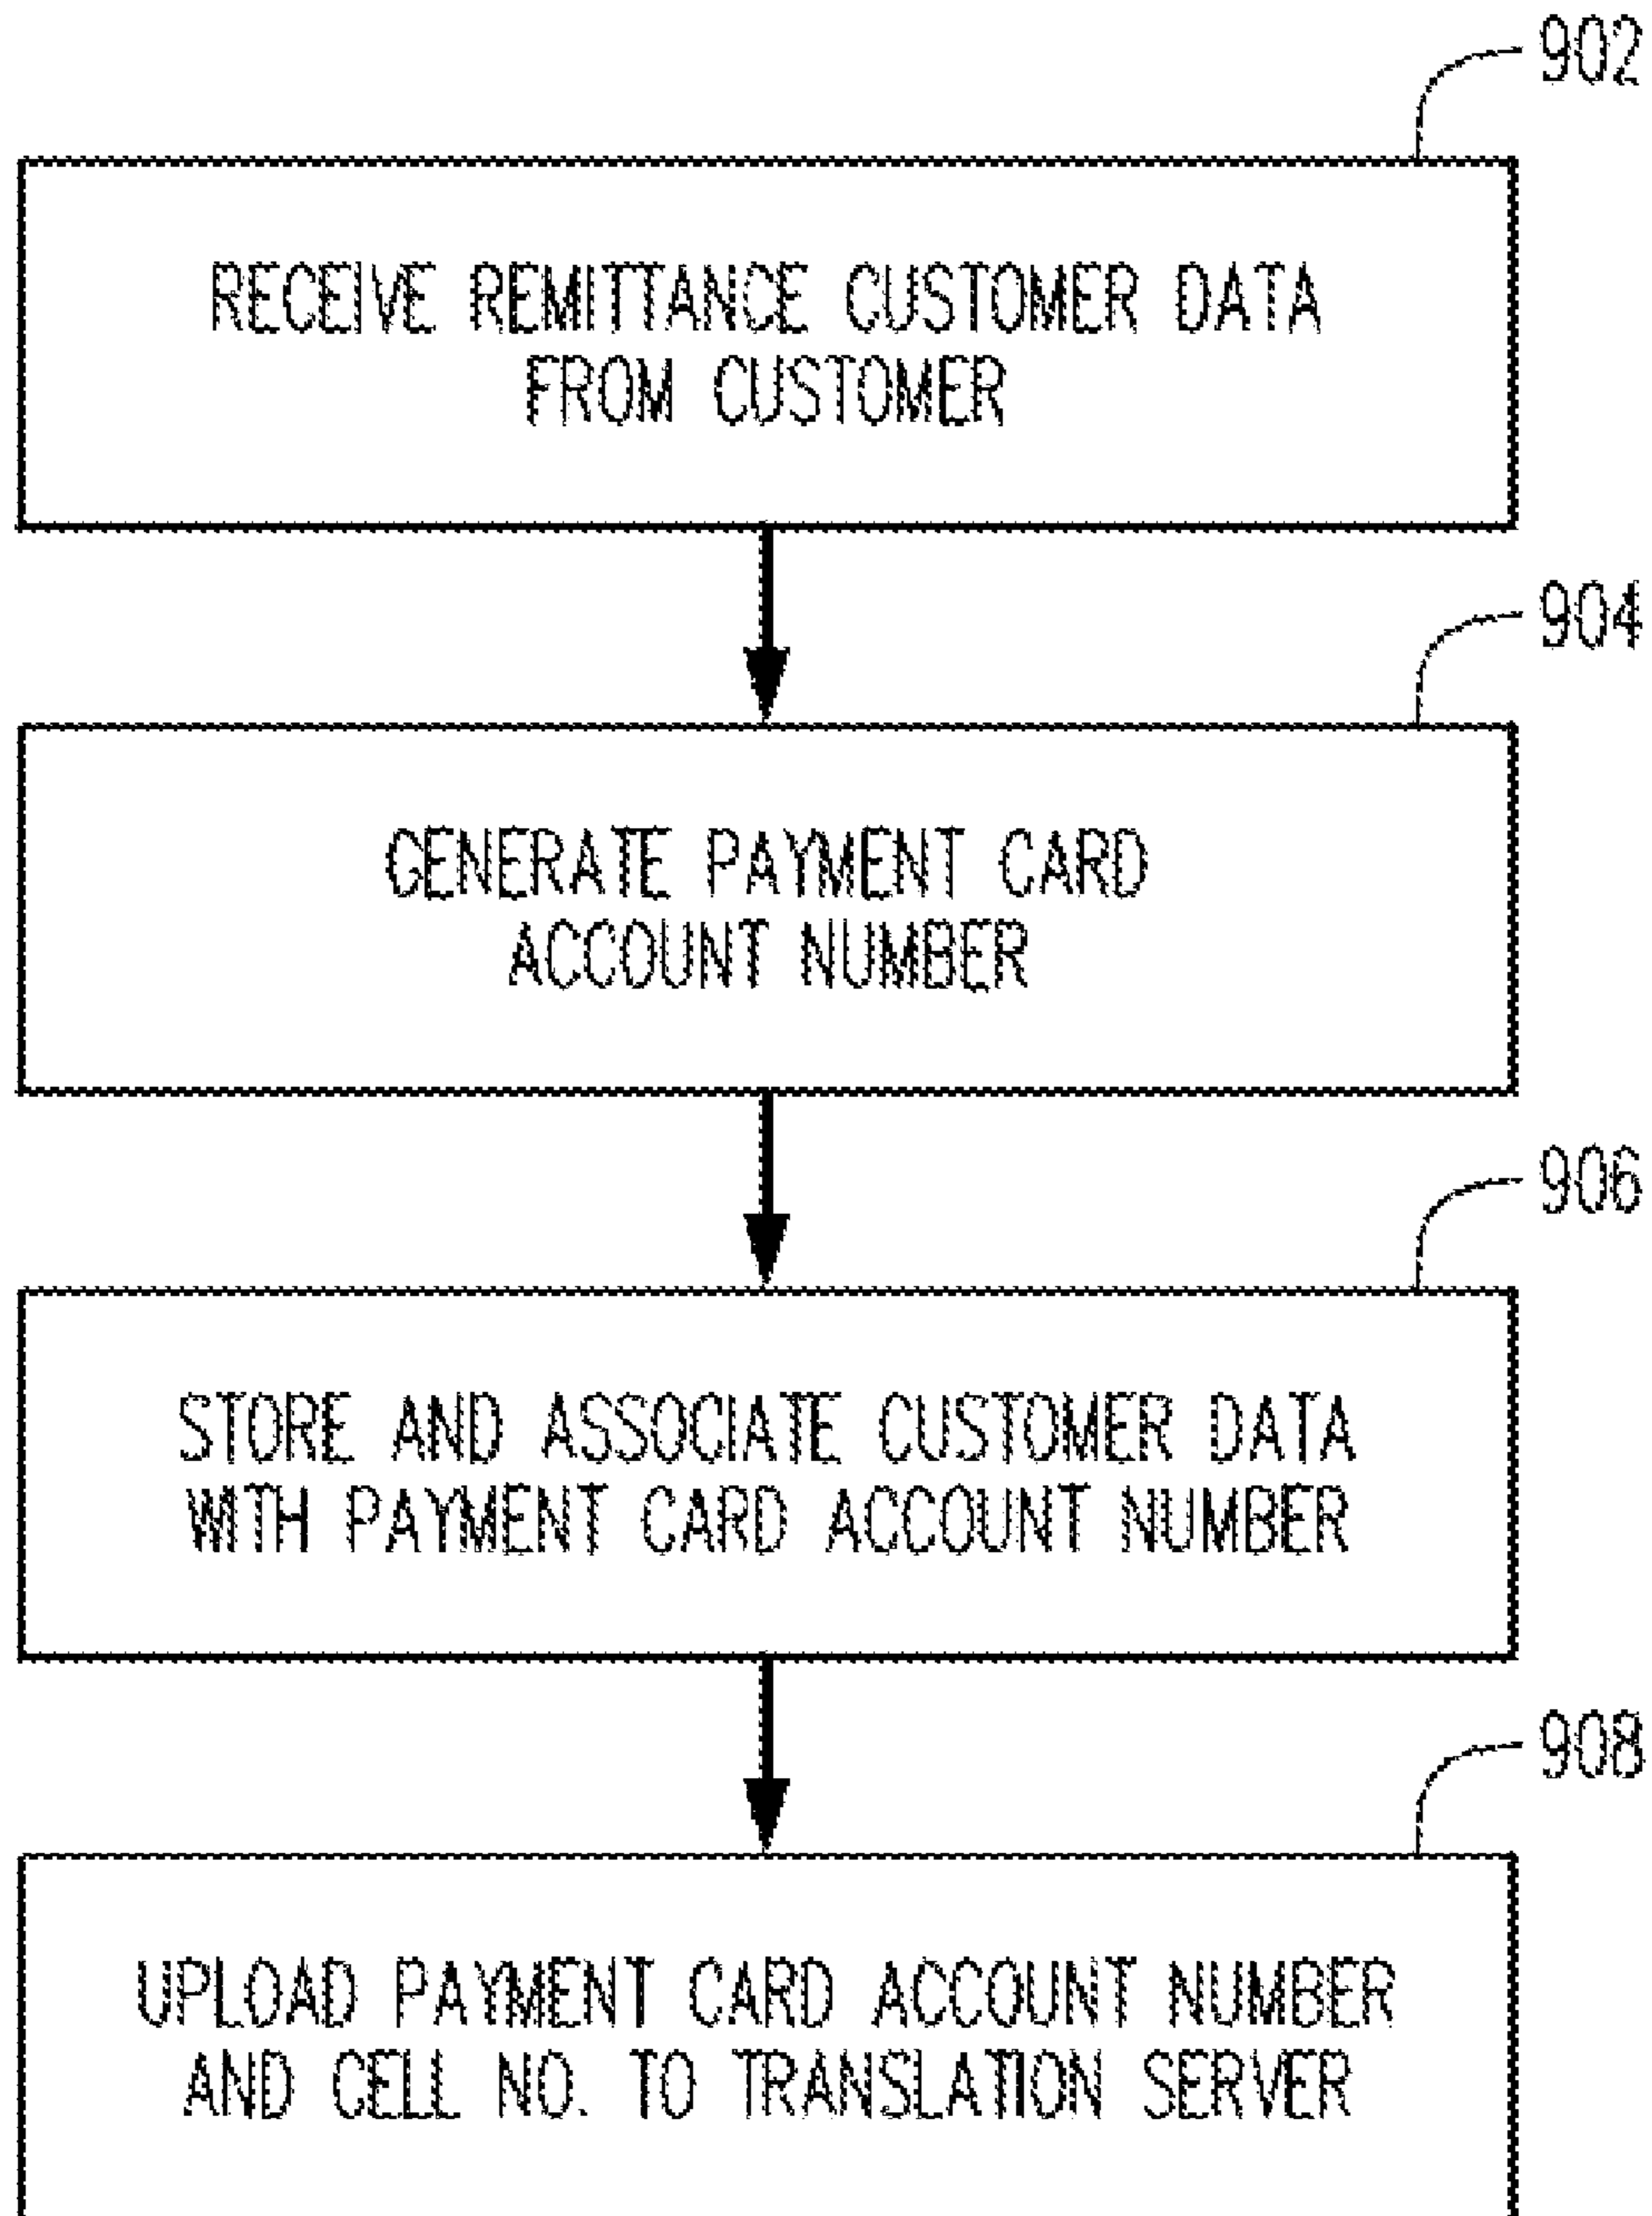 902
RECEIVE REMITTANCE CUSTOMER DATA
FROM CUSTOMER
904
GENERATE PAYMENT CARD
ACCOUNT NUMBER
906
STORE AND ASSOCIATE CUSTOMER DATA
WITH PAYMENT CARD ACCOUNT NUMBER
908
UPLOAD PAYMENT CARD ACCOUNT NUMBER
AND CELL NO. TO TRANSLATION SERVER